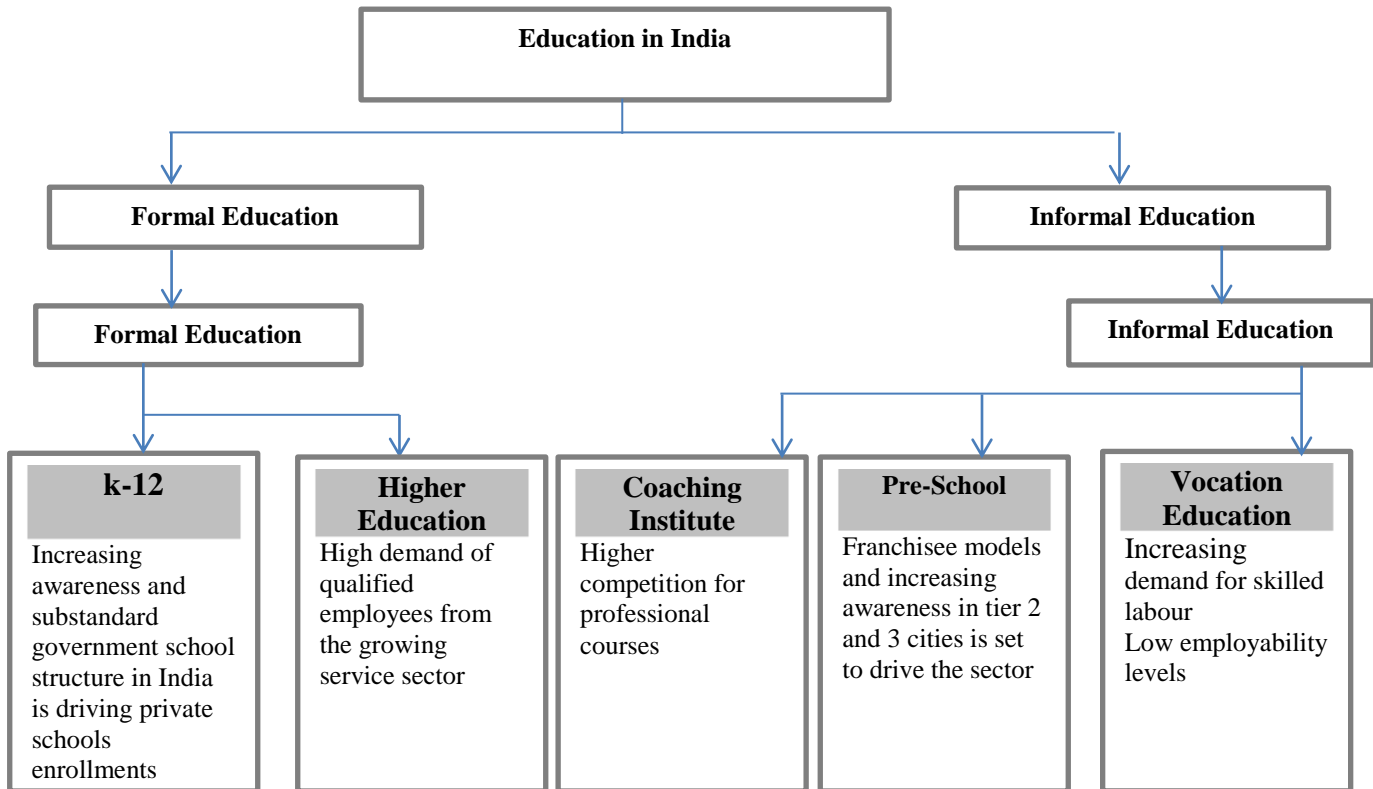 Education in India
Formal Education
Informal Education
Formal Education
Informal Education
k-12
Increasing
awareness and
substandard
government school
structure in India
is driving private
schools
enrollments
Higher
Education
High demand of
qualified
employees from
the growing
service sector
Coaching
Institute
Higher
competition for
professional
courses
Pre-School
Franchisee models
and increasing
awareness in tier 2
and 3 cities is set
to drive the sector
Vocation
Education
Increasing
demand for skilled
labour
Low employability
levels